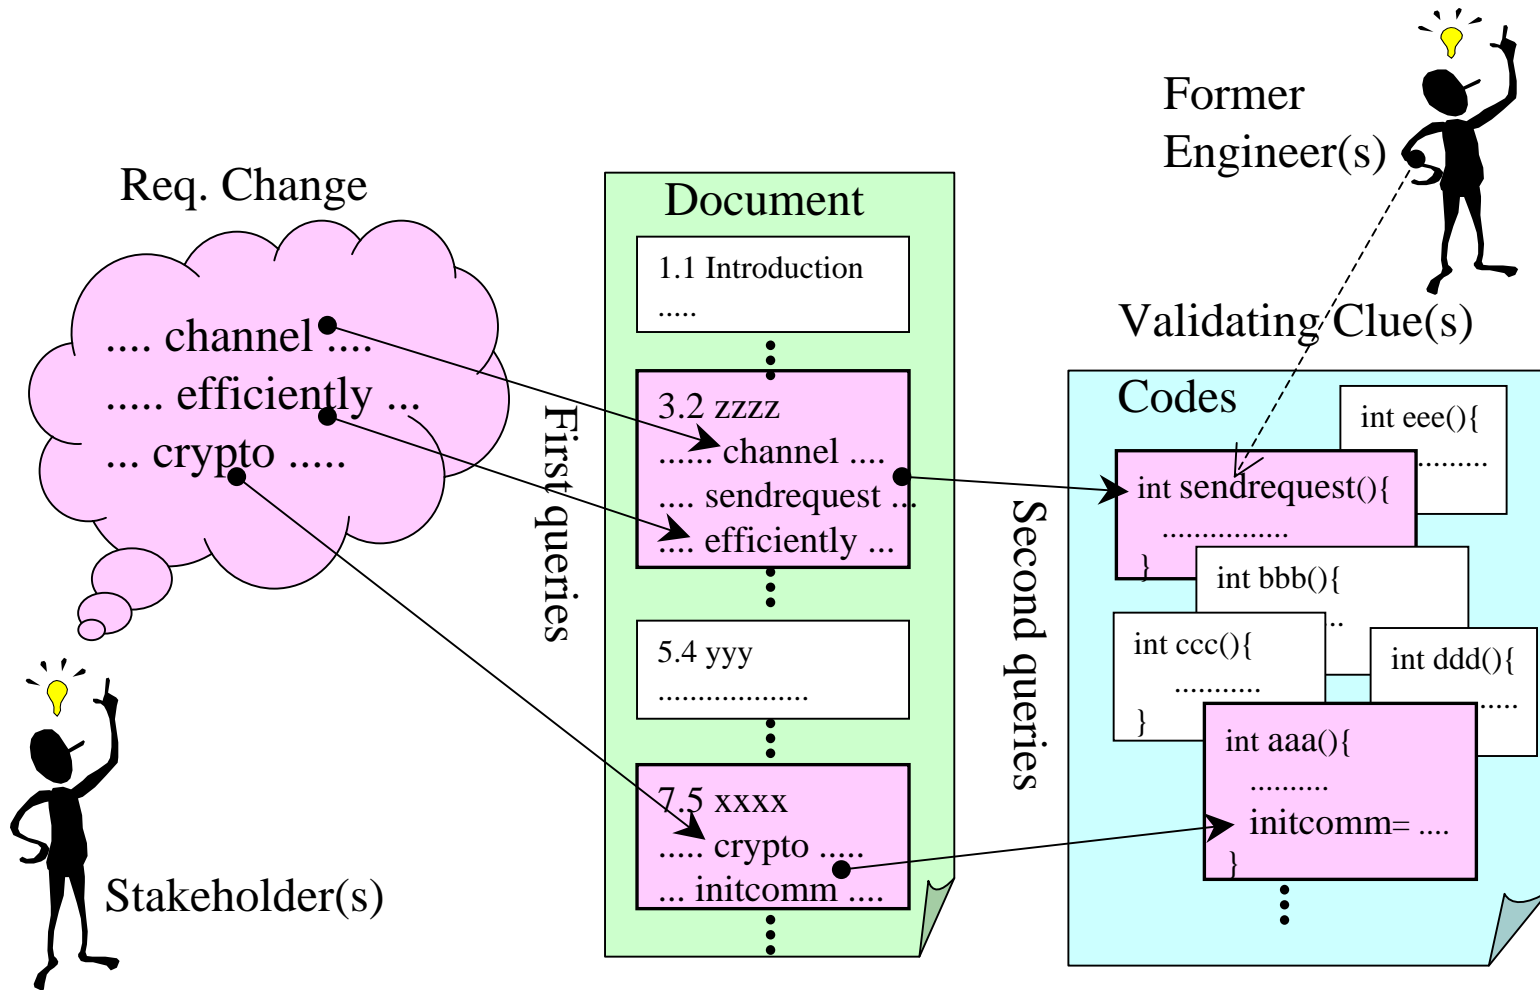 Req. Change
.... channel ....
..... efficiently ...
... crypto .....
Stakeholder(s)
First queries
Document
1.1 Introduction
.....
3.2 zzzz
...... channel ....
.... sendrequest ...
.... efficiently ...
5.4 yyy
...................
7.5 xxxx
..... crypto .....
... initcomm ....
Second queries
Former
Engineer(s)
Validating Clue(s)
Codes
int eee(){
.........
int sendrequest(){
................
}
int bbb(){
...
int ccc(){
...........
}
int ddd(){
.....
int aaa(){
..........
initcomm= ....
}